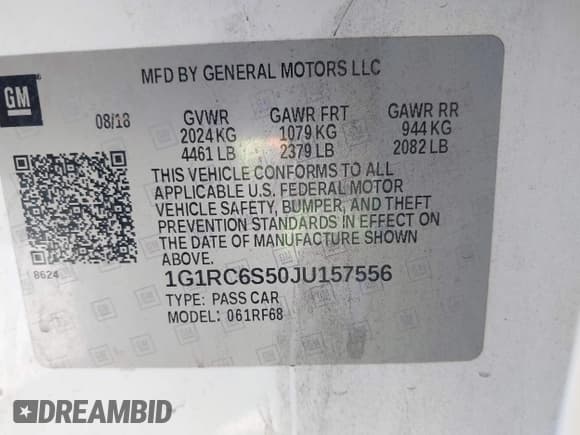 GM
MFD BY GENERAL MOTORS LLC
08/18 GVWR GAWR FRT GAWR RR
2024 KG 1079 KG 944 KG
4461 LB 2379 LB 2082 LB
THIS VEHICLE CONFORMS TO ALL
APPLICABLE U.S. FEDERAL MOTOR
VEHICLE SAFETY, BUMPER, AND THEFT
PREVENTION STANDARDS IN EFFECT ON
THE DATE OF MANUFACTURE SHOWN
ABOVE.
8624
1G1RC6S50JU157556
TYPE: PASS CAR
MODEL: 061RF68
DREAMBID